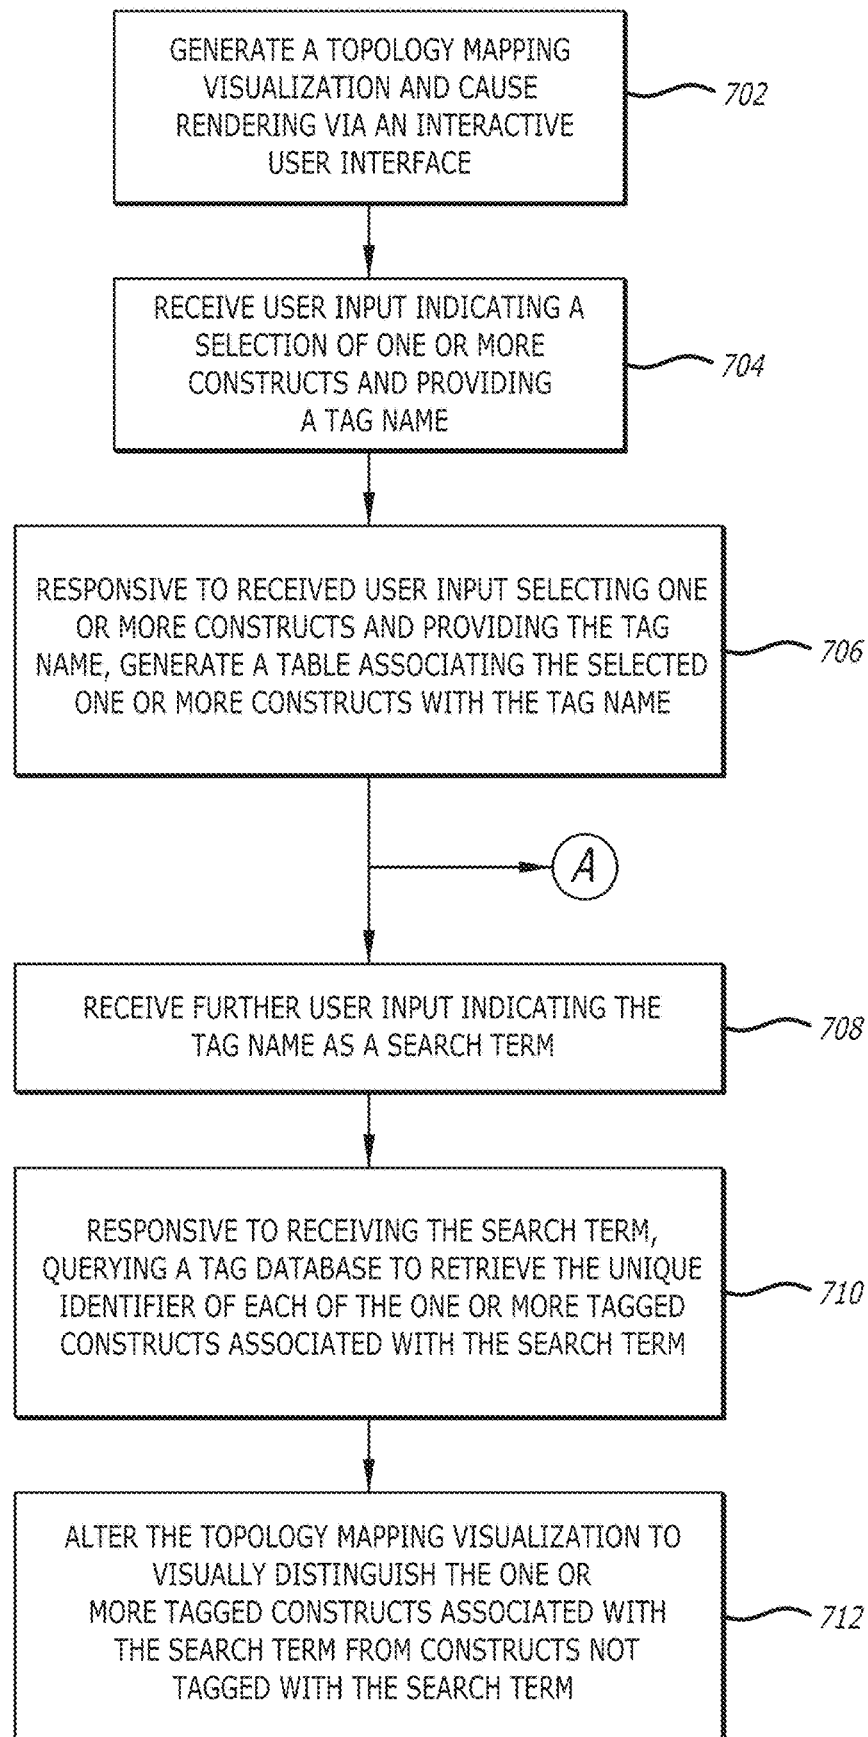 GENERATE A TOPOLOGY MAPPING
VISUALIZATION AND CAUSE
RENDERING VIA AN INTERACTIVE
USER INTERFACE
702
RECEIVE USER INPUT INDICATING A
SELECTION OF ONE OR MORE
CONSTRUCTS AND PROVIDING
A TAG NAME
704
RESPONSIVE TO RECEIVED USER INPUT SELECTING ONE
OR MORE CONSTRUCTS AND PROVIDING THE TAG
NAME, GENERATE A TABLE ASSOCIATING THE SELECTED
ONE OR MORE CONSTRUCTS WITH THE TAG NAME
706
A
RECEIVE FURTHER USER INPUT INDICATING THE
TAG NAME AS A SEARCH TERM
708
RESPONSIVE TO RECEIVING THE SEARCH TERM,
QUERYING A TAG DATABASE TO RETRIEVE THE UNIQUE
IDENTIFIER OF EACH OF THE ONE OR MORE TAGGED
CONSTRUCTS ASSOCIATED WITH THE SEARCH TERM
710
ALTER THE TOPOLOGY MAPPING VISUALIZATION TO
VISUALLY DISTINGUISH THE ONE OR
MORE TAGGED CONSTRUCTS ASSOCIATED WITH
THE SEARCH TERM FROM CONSTRUCTS NOT
TAGGED WITH THE SEARCH TERM
712